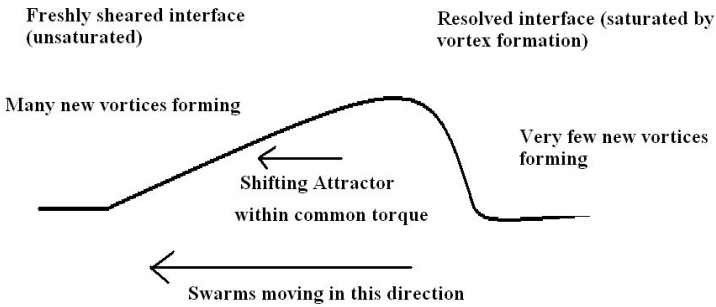 Freshly sheared interface
(unsaturated)
Resolved interface (saturated by
vortex formation)
Many new vortices forming
Very few new vortices
forming
Shifting Attractor
within common torque
Swarms moving in this direction